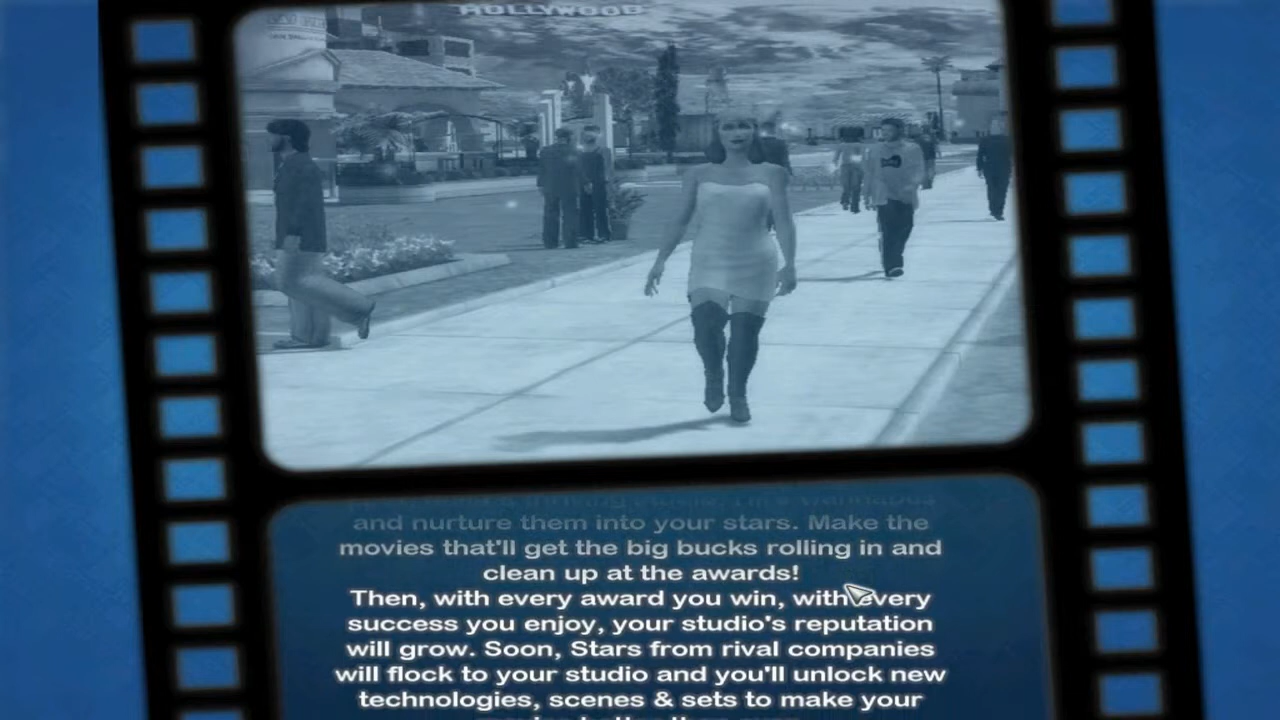 HOLLYWOOD
and nurture them into your stars. Make the
movies that'll get the big bucks rolling in and
clean up at the awards!
Then, with every award you win, with every
success you enjoy, your studio's reputation
will grow. Soon, Stars from rival companies
will flock to your studio and you'll unlock new
technologies, scenes & sets to make your